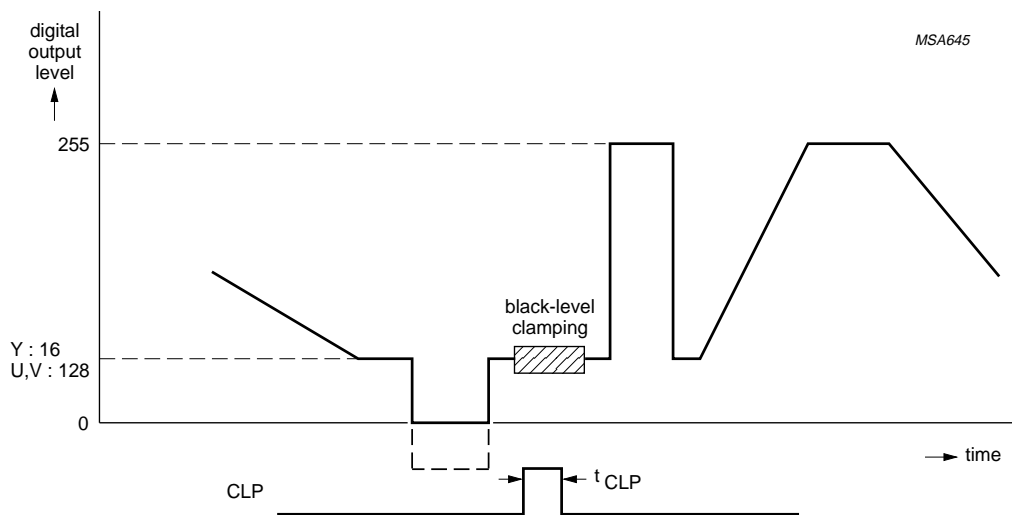 digital
output
level
MSA645
255
black-level
clamping
Y : 16
U,V : 128
0
time
CLP
t CLP